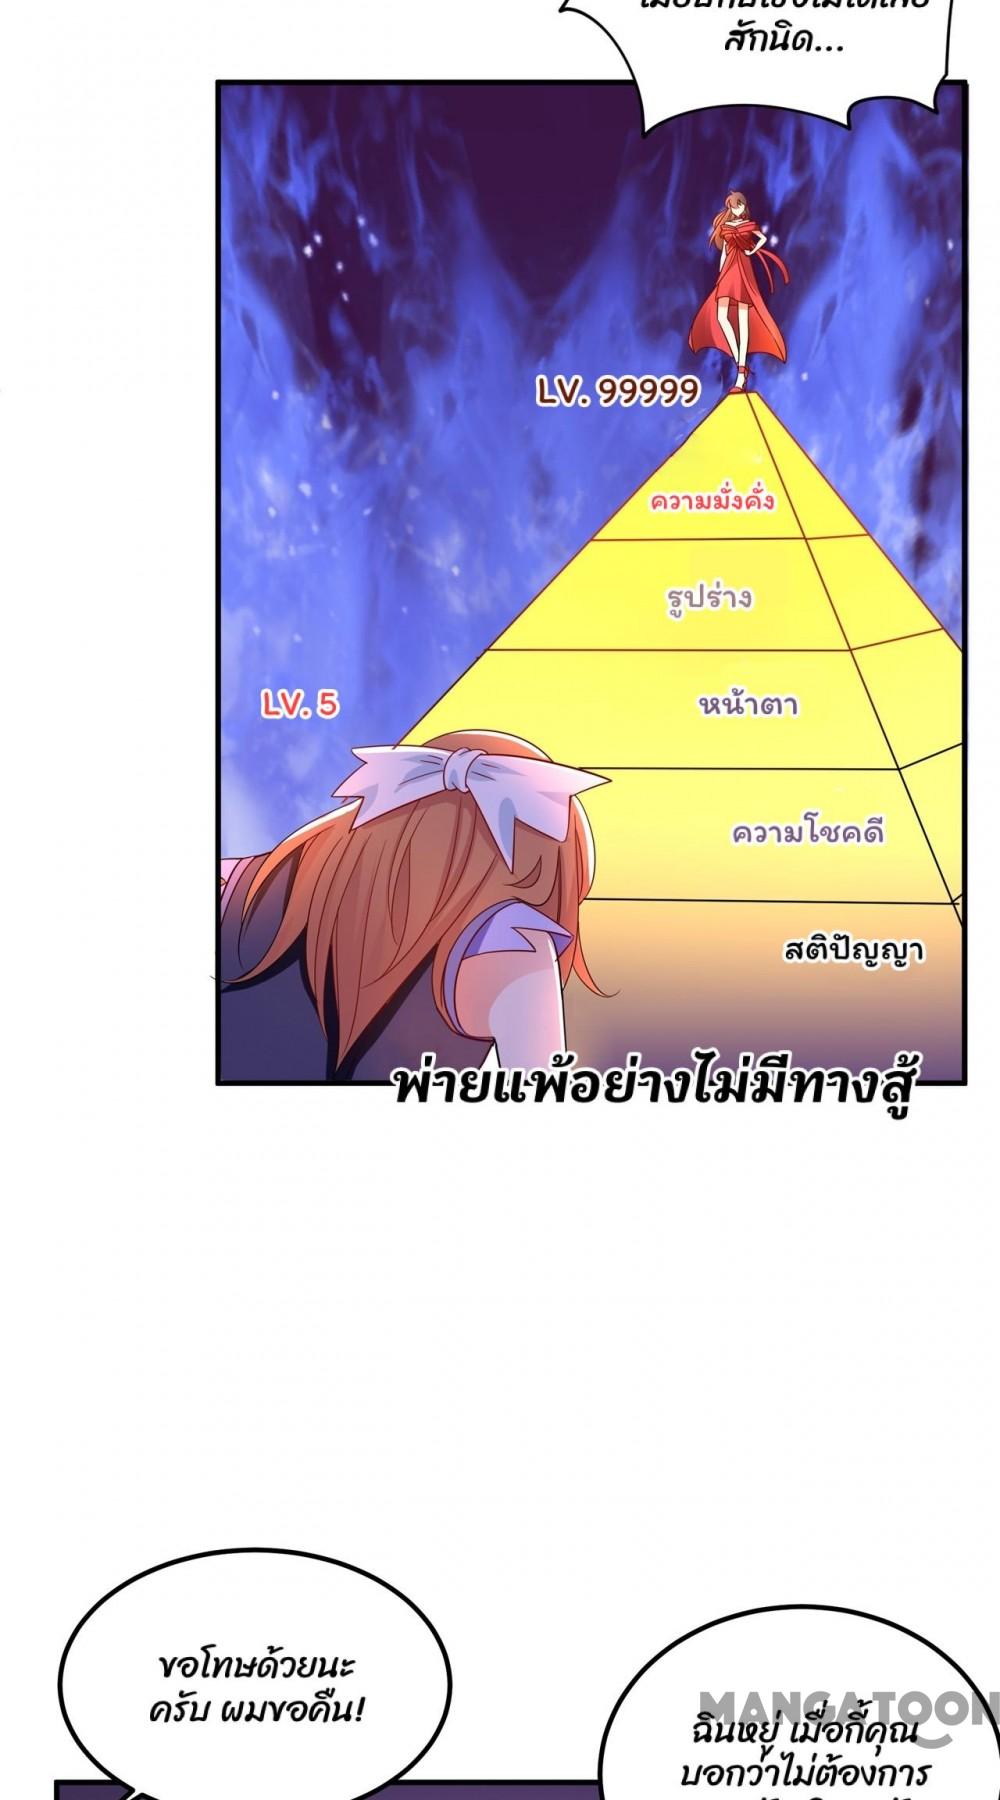 สักนิด...
LV. 99999
ความมั่งคั่ง
รูปร่าง
LV. 5
หน้าตา
ความโชคดี
สติปัญญา
พ่ายแพ้อย่างไม่มีทางสู้
ขอโทษด้วยนะ
ครับ ผมขอคืน!
MANGATOON
ฉินหยู่ เมื่อกี้คุณ
บอกว่าไม่ต้องการ